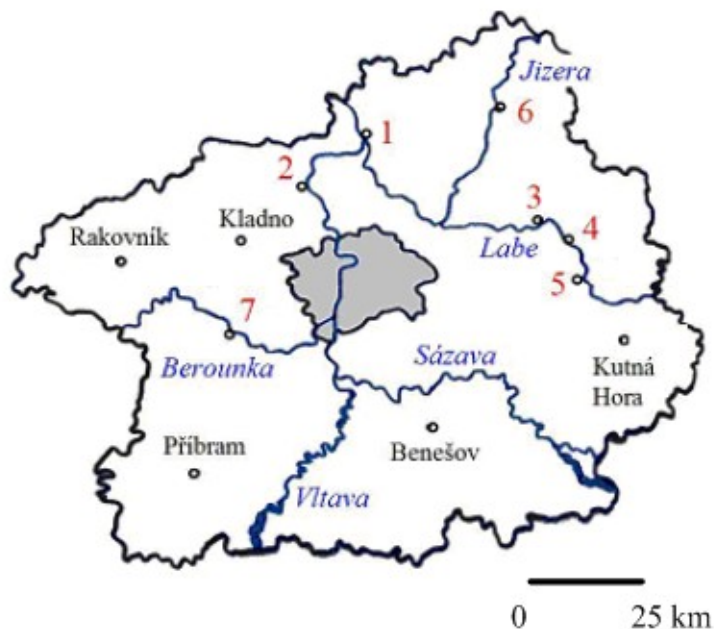 Jizera
6
1
2
3
Kladno
4
Rakovník
Labe
5
7
Sázava
Berounka
Kutná
Hora
Příbram
Benešov
Vltava
0 25 km